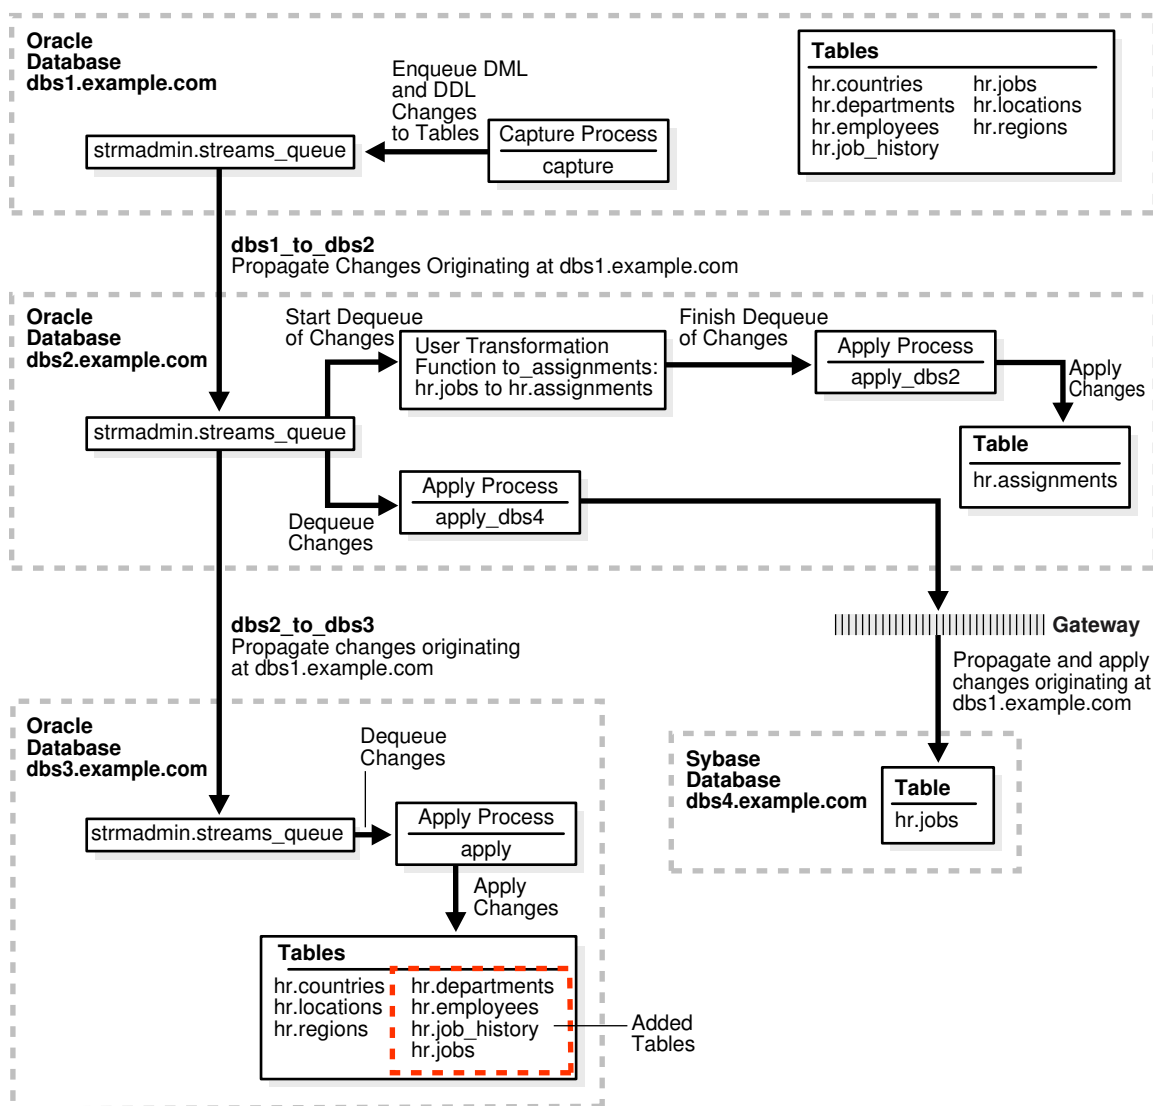 Oracle
Database
dbs1.example.com
Enqueue DML
and DDL
Changes
to Tables
strmadmin.streams_queue
Capture Process
capture
Tables
hr.countries hr.jobs
hr.departments hr.locations
hr.employees hr.regions
hr.job_history
dbs1_to_dbs2
Propagate Changes Originating at dbs1.example.com
Oracle
Database
dbs2.example.com
Start Dequeue
of Changes
User Transformation
Function to_assignments:
hr.jobs to hr.assignments
Finish Dequeue
of Changes
Apply Process
apply_dbs2
Apply
Changes
strmadmin.streams_queue
Table
hr.assignments
Dequeue
Changes
Apply Process
apply_dbs4
dbs2_to_dbs3
Propagate changes originating
at dbs1.example.com
Gateway
Propagate and apply
changes originating at
dbs1.example.com
Oracle
Database
dbs3.example.com
Dequeue
Changes
strmadmin.streams_queue
Apply Process
apply
Apply
Changes
Tables
hr.countries hr.departments
hr.locations hr.employees
hr.regions hr.job_history
hr.jobs
Added
Tables
Sybase
Database
dbs4.example.com
Table
hr.jobs